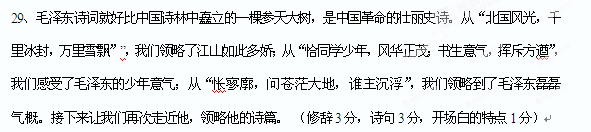 29、毛泽东诗词就好比中国诗林中矗立的一棵参天大树，是中国革命的壮丽史诗。从“北国风光，千
里冰封，万里雪飘””，我们领略了江山如此多娇；从“恰同学少年，风华正茂；书生意气，挥斥方遒”，
我们感受了毛泽东的少年意气；从“怅寥廓，问苍茫大地，谁主沉浮”，我们领略到了毛泽东磊磊
气概。接下来让我们再次走近他，领略他的诗篇。（修辞3分，诗句3分，开场白的特点1分）